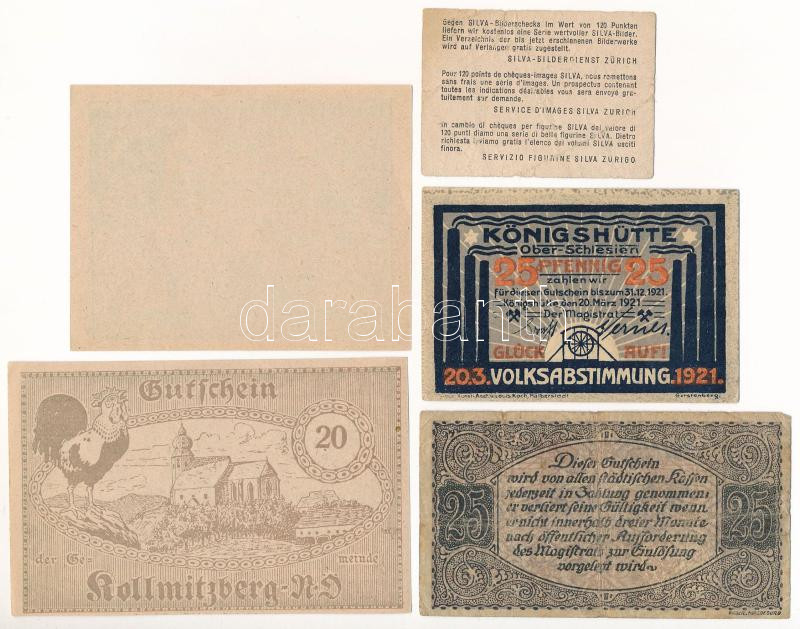 Gegen SILVA-Bilderschecks im Wert von 120 Punkten
liefern wir kostenlos eine Serie wertvoller SILVA-Bilder.
Ein Verzeichnis der bis jetzt erschienenen Bilderwerke
wird auf Verlangen gratis zugestellt.
SILVA-BILDERDIENST ZÜRICH
Pour 120 points de chèques-images SILVA, nous remettons
sans frais une série d'images. Un prospectus contenant
toutes les indications désirables vous sera envoyé gra-
tuitement sur demande.
SERVICE D'IMAGES SILVA ZURICH
In cambio di chèques per figurine SILVA del valore di
120 punti diamo una serie di belle figurine SILVA. Dietro
richiesta inviamo gratis l'elenco dei volumi SILVA usciti
finora.
SERVIZIO FIGURINE SILVA ZURIGO
KÖNIGSHÜTTE
Ober-Schlesien
25 PFENNIG 25
zahlen wir
für diesen Gutschein bis zum 31.12.1921.
Königshütte den 20. März 1921
Der Magistrat
GLÜCK AUF!
20.3. VOLKSABSTIMMUNG. 1921.
Kunst-Anst. v. Louis Koch, Halberstadt
Gerstenberg.
Gutschein
20
der Ge- meinde
Kollmitzberg-N-Ö
Dieser Gutschein
wird von allen städtischen Kassen
jederzeit in Zahlung genommen;
er verliert seine Gültigkeit wenn
er nicht innerhalb dreier Monate
nach öffentlicher Aufforderung
des Magistrats zur Einlösung
vorgelegt wird.
25 25
darabanth